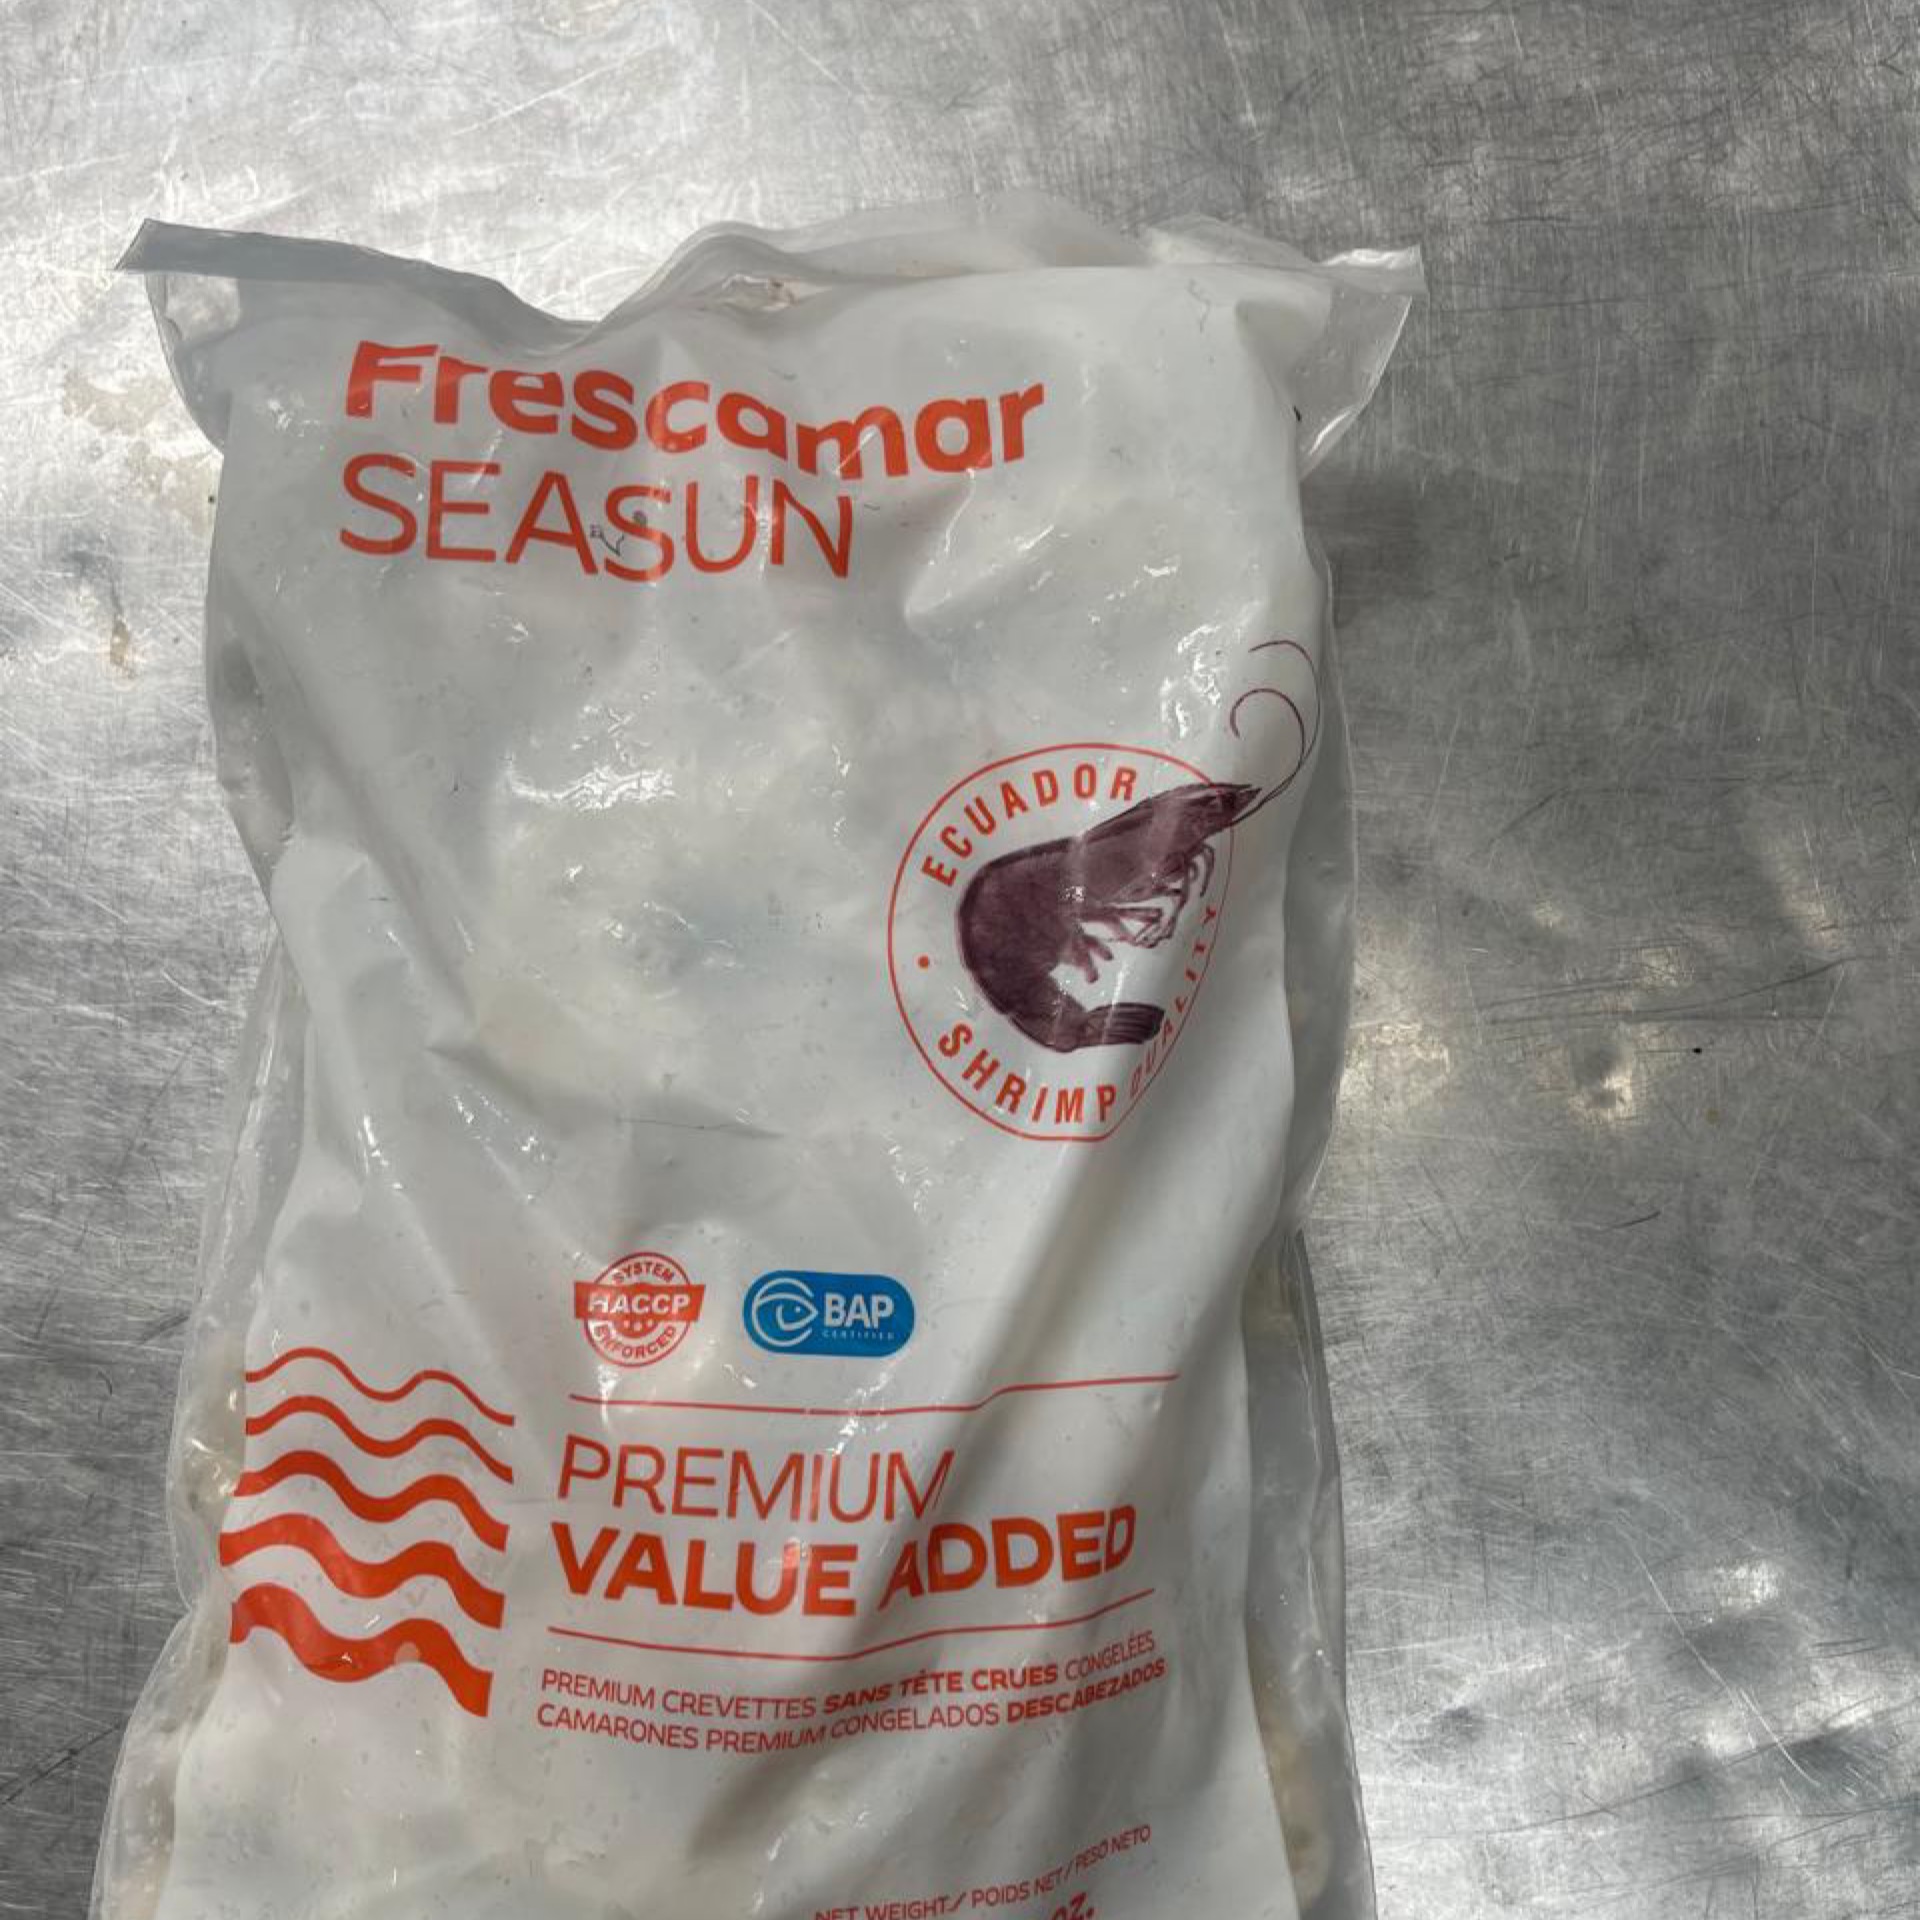 Frescamar
SEASUN
ECUADOR
SHRIMP QUALITY
SYSTEM
HACCP
ENFORCED
BAP
CERTIFIED
PREMIUM
VALUE ADDED
PREMIUM CREVETTES SANS TÊTE CRUES CONGELÉES
CAMARONES PREMIUM CONGELADOS DESCABEZADOS
NET WEIGHT/ POIDS NET/ PESO NETO
OZ.